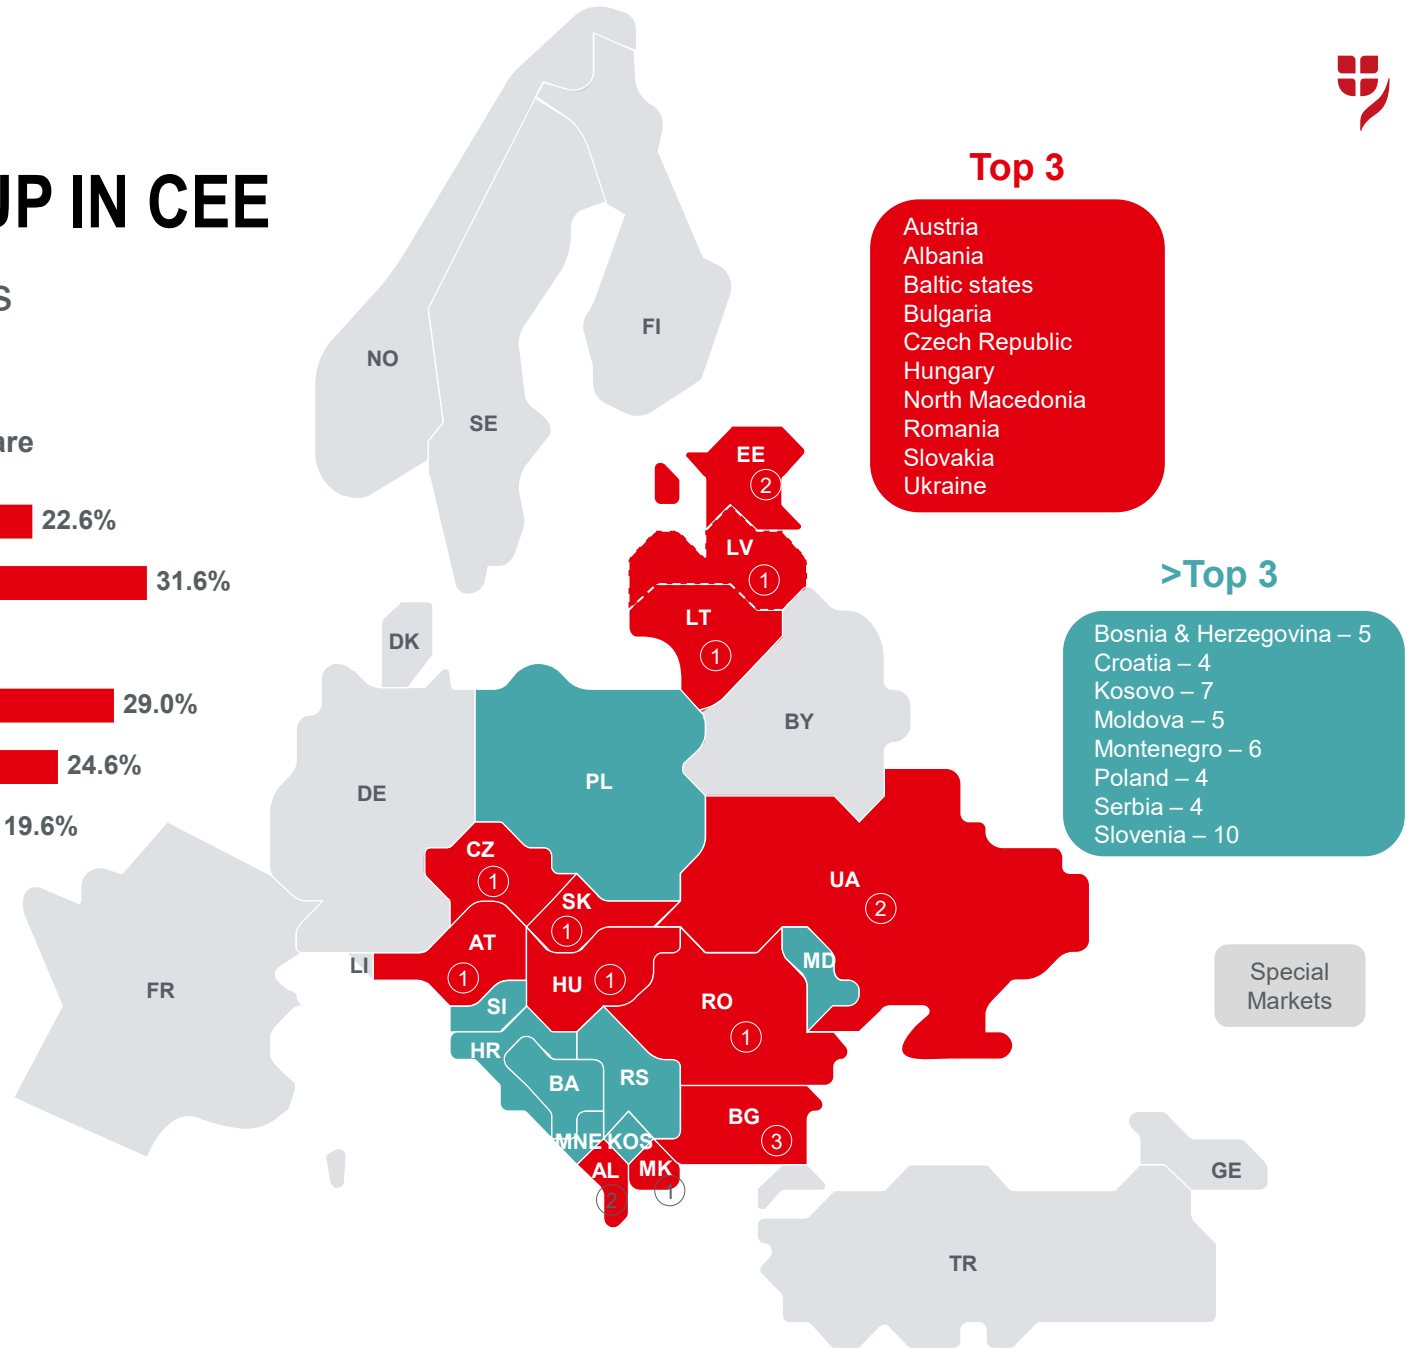 UP IN CEE
S
are
22.6%
31.6%
29.0%
24.6%
19.6%
Top 3
Austria
Albania
Baltic states
Bulgaria
Czech Republic
Hungary
North Macedonia
Romania
Slovakia
Ukraine
>Top 3
Bosnia & Herzegovina – 5
Croatia – 4
Kosovo – 7
Moldova – 5
Montenegro – 6
Poland – 4
Serbia – 4
Slovenia – 10
Special
Markets
NO
SE
FI
EE
2
LV
1
LT
1
DK
BY
DE
PL
CZ
1
SK
1
UA
2
AT
1
LI
FR
HU
1
MD
RO
1
SI
HR
BA
RS
BG
3
MNE
KOS
AL
2
MK
1
GE
TR